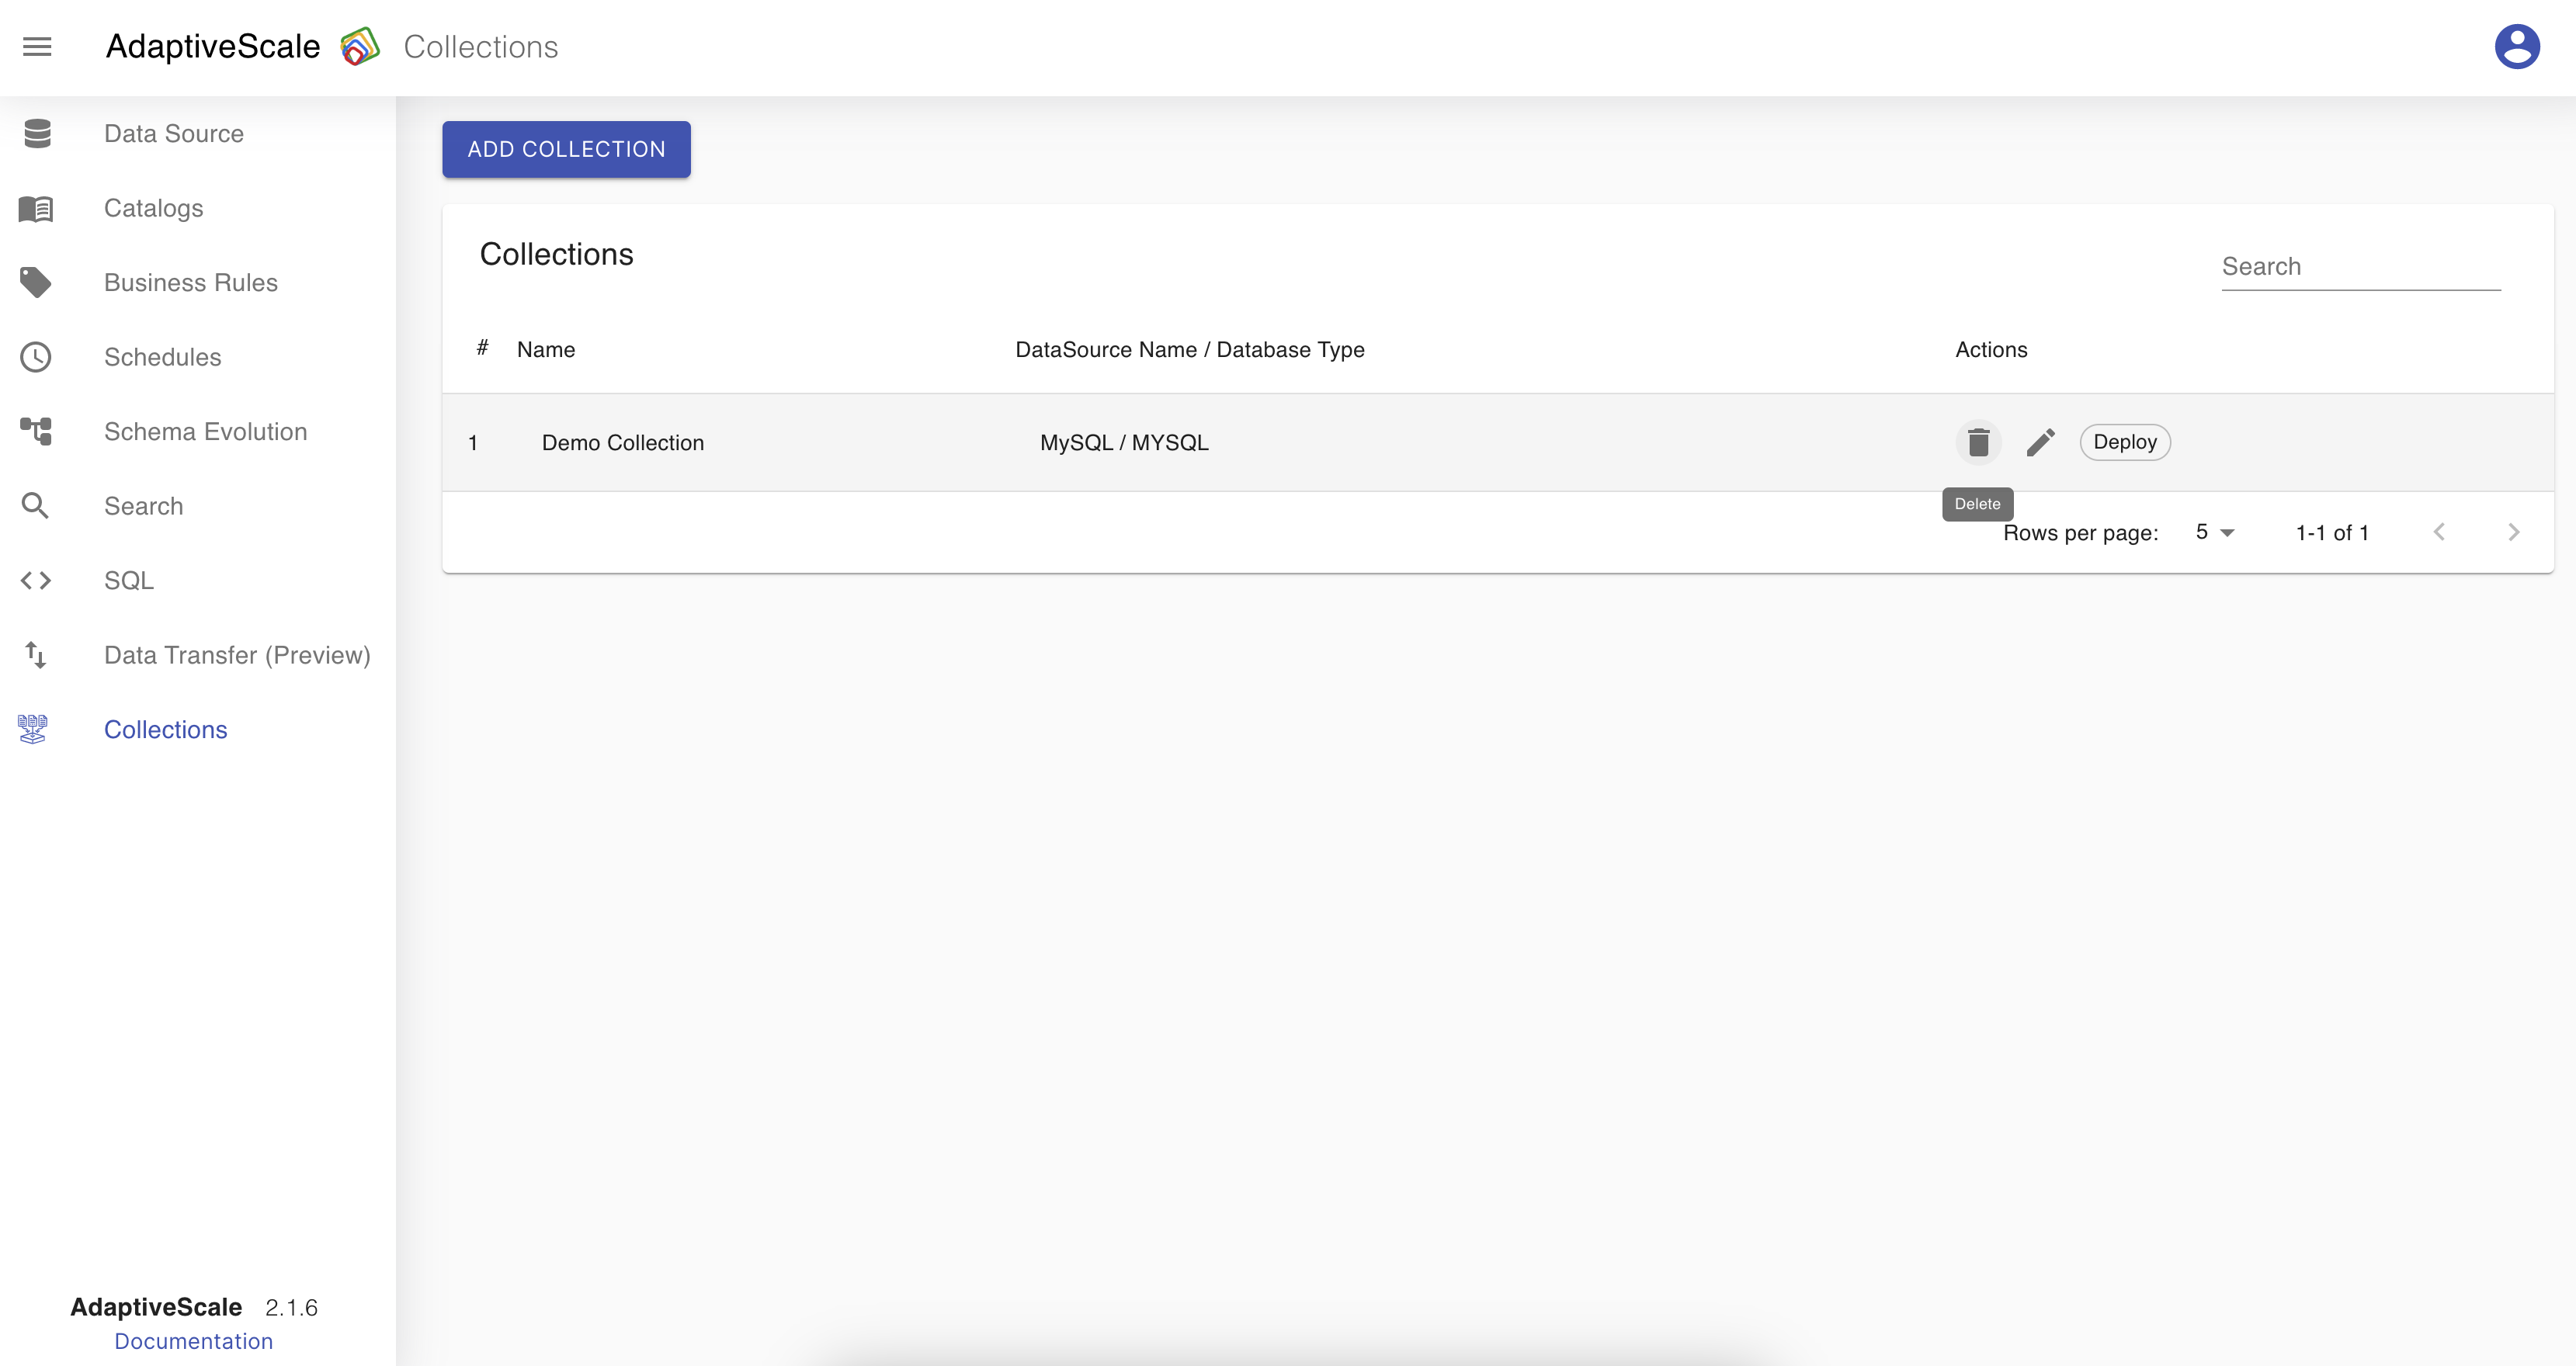 AdaptiveScale Collections
Data Source
Catalogs
Business Rules
Schedules
Schema Evolution
Search
SQL
Data Transfer (Preview)
Collections
AdaptiveScale 2.1.6
Documentation
ADD COLLECTION
Collections
Search
# Name DataSource Name / Database Type Actions
1 Demo Collection MySQL / MYSQL Deploy
Delete
Rows per page: 5 1-1 of 1